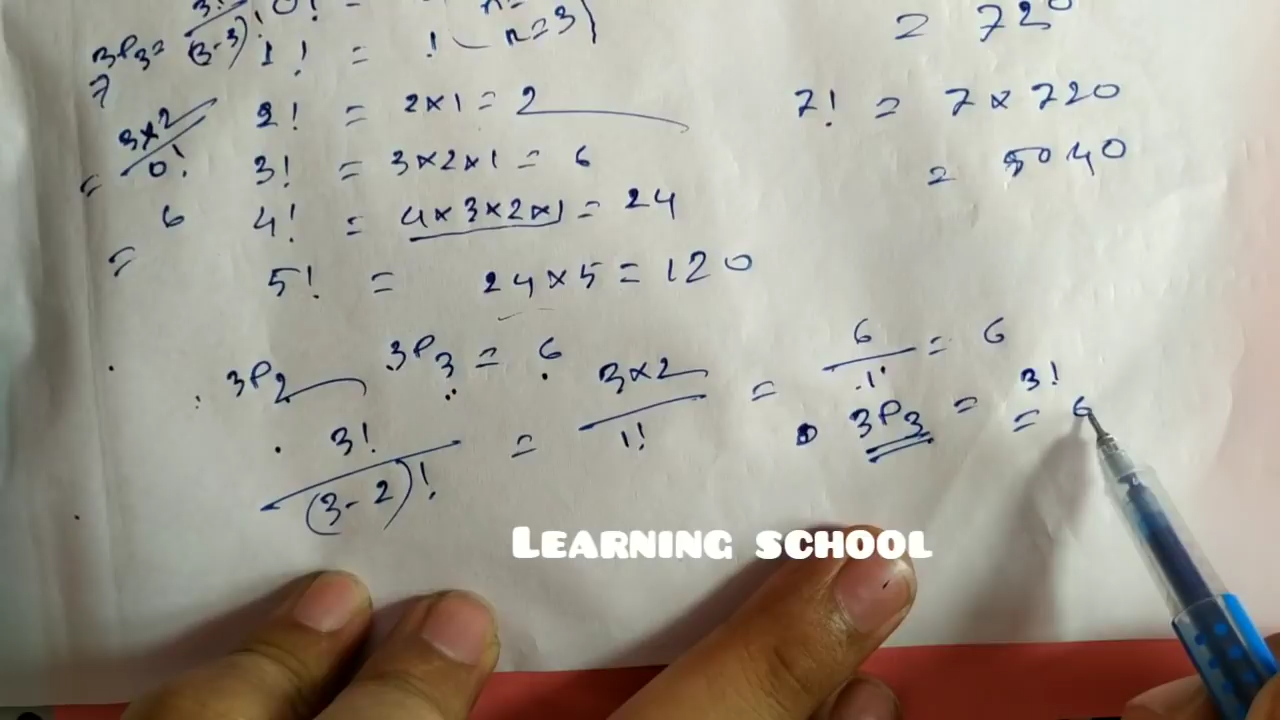 3P3 = 3! / (3-3)!
= 3×2 / 0!
= 6
0! =
1! = 1
n=3
2! = 2×1 = 2
3! = 3×2×1 = 6
4! = 4×3×2×1 = 24
5! = 24×5 = 120
= 720
7! = 7×720
= 5040
3P2 3P3 = 6
3! / (3-2)! = 3×2 / 1! = 6 / 1! = 6
3P3 = 3!
= 6
LEARNING SCHOOL